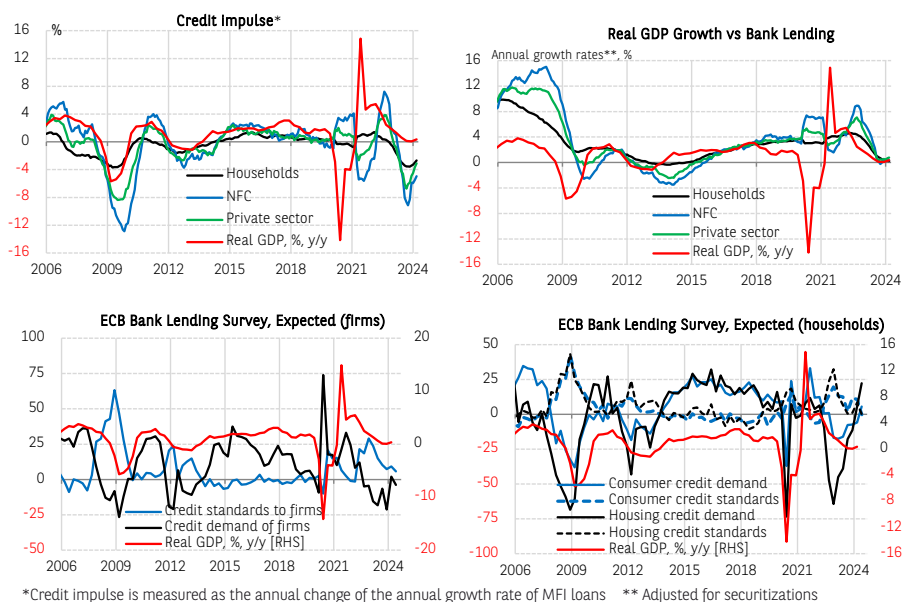 Credit Impulse*
%
16
12
8
4
0
-4
-8
-12
-16
Households
NFC
Private sector
Real GDP, %, y/y
2006 2009 2012 2015 2018 2021 2024
Real GDP Growth vs Bank Lending
Annual growth rates**, %
16
12
8
4
0
-4
-8
-12
-16
Households
NFC
Private sector
Real GDP, %, y/y
2006 2009 2012 2015 2018 2021 2024
ECB Bank Lending Survey, Expected (firms)
100
75
50
25
0
-25
-50
20
10
0
-10
-20
Credit standards to firms
Credit demand of firms
Real GDP, %, y/y [RHS]
2006 2009 2012 2015 2018 2021 2024
ECB Bank Lending Survey, Expected (households)
50
25
0
-25
-50
-75
-100
16
12
8
4
0
-4
-8
-12
-16
Consumer credit demand
Consumer credit standards
Housing credit demand
Housing credit standards
Real GDP, %, y/y [RHS]
2006 2009 2012 2015 2018 2021 2024
*Credit impulse is measured as the annual change of the annual growth rate of MFI loans ** Adjusted for securitizations